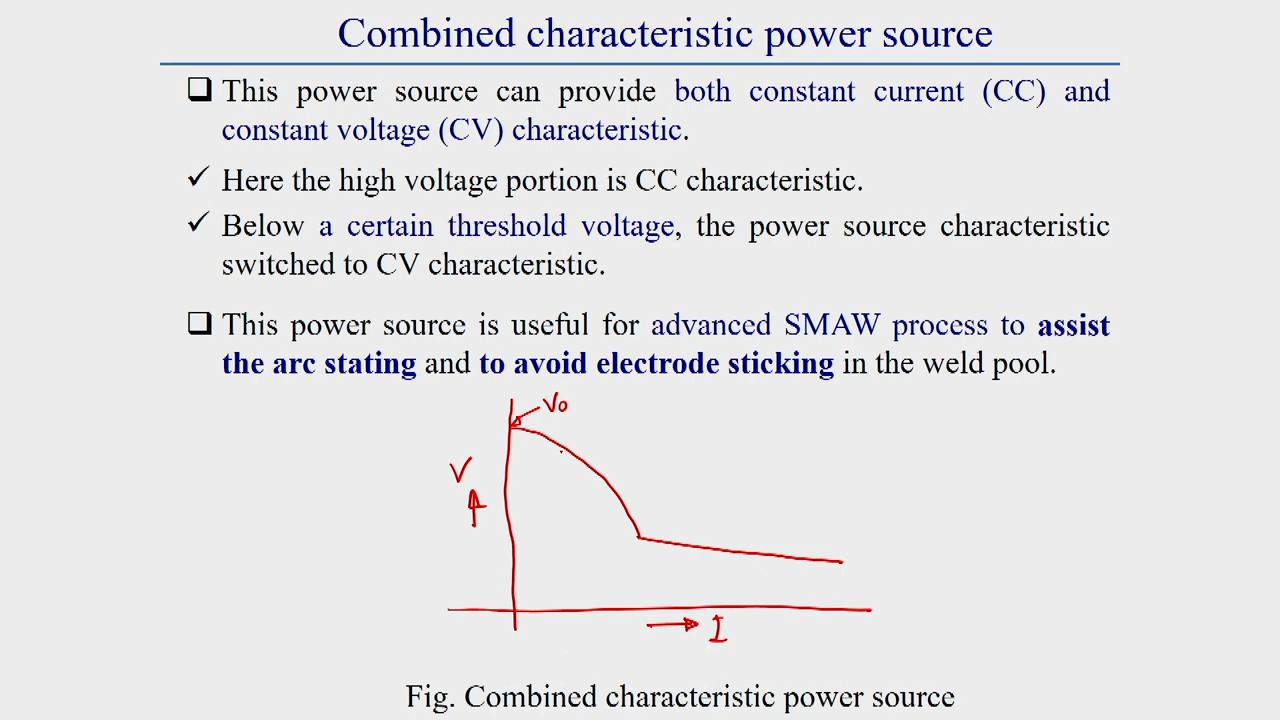 Combined characteristic power source
❑ This power source can provide both constant current (CC) and
constant voltage (CV) characteristic.
✓ Here the high voltage portion is CC characteristic.
✓ Below a certain threshold voltage, the power source characteristic
switched to CV characteristic.
❑ This power source is useful for advanced SMAW process to assist
the arc stating and to avoid electrode sticking in the weld pool.
V0
V
I
Fig. Combined characteristic power source